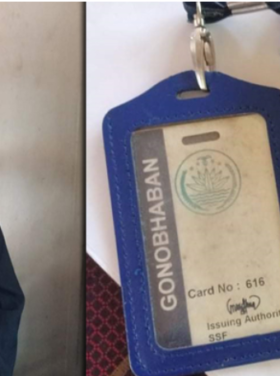 GONOBHABAN
Card No : 616
Issuing Authori
SSF